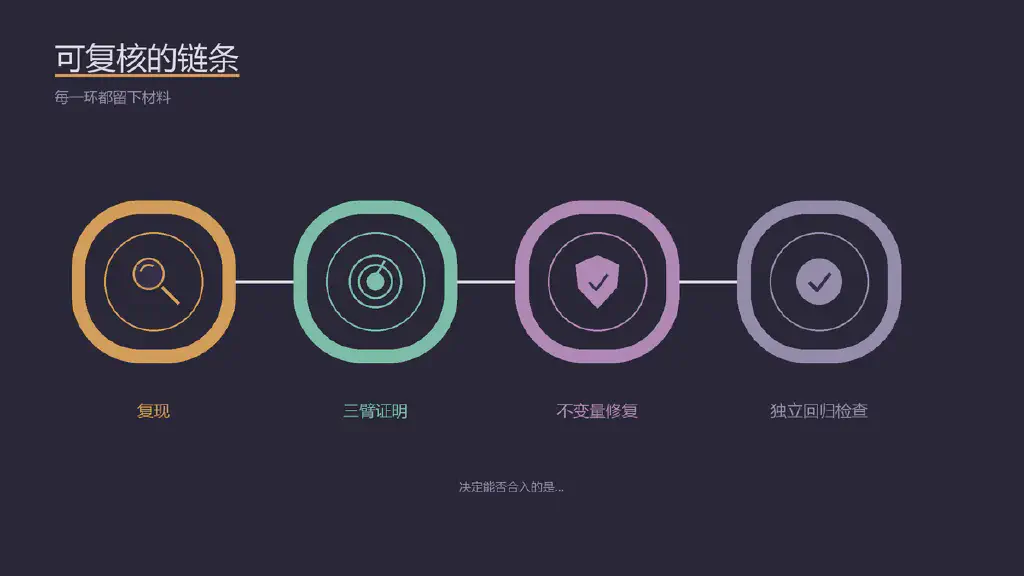 可复核的链条
每一环都留下材料
复现
三臂证明
不变量修复
独立回归检查
决定能否合入的是...